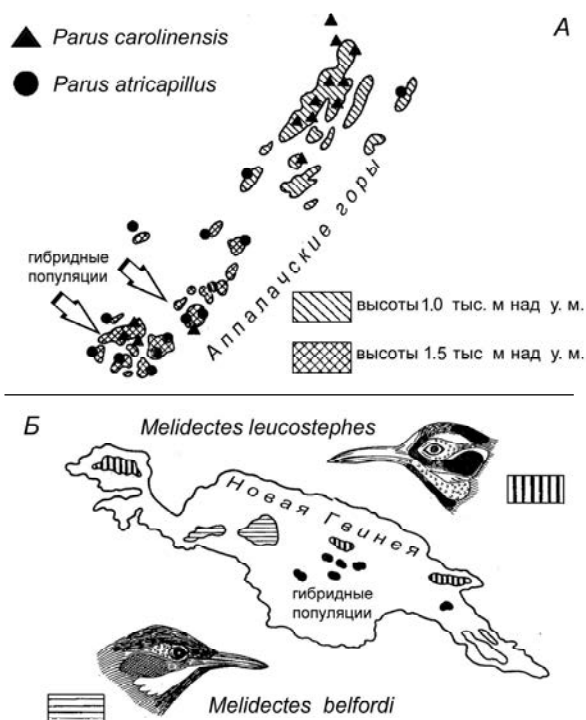 А
Parus carolinensis
Parus atricapillus
гибридные
популяции
Аппалачские горы
высоты 1.0 тыс. м над у. м.
высоты 1.5 тыс м над у. м.
Б
Melidectes leucostephes
Новая Гвинея
гибридные
популяции
Melidectes belfordi